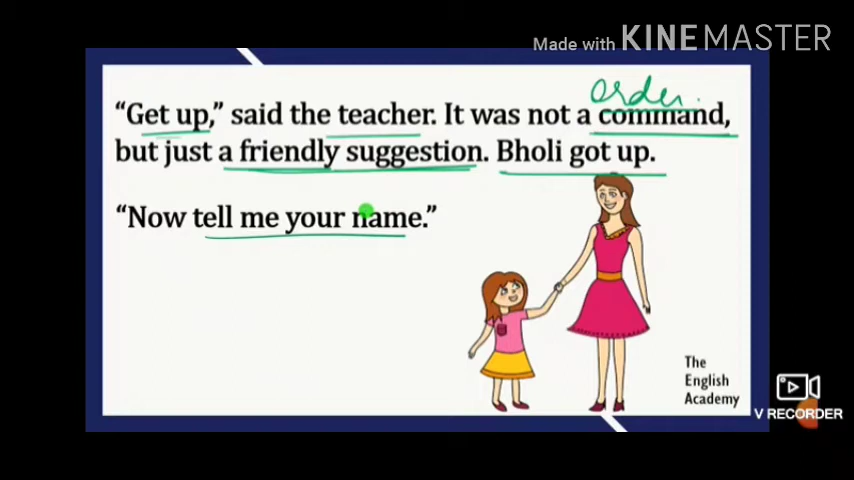 Made with KINEMASTER
order
“Get up,” said the teacher. It was not a command,
but just a friendly suggestion. Bholi got up.
“Now tell me your name.”
The
English
Academy
V RECORDER